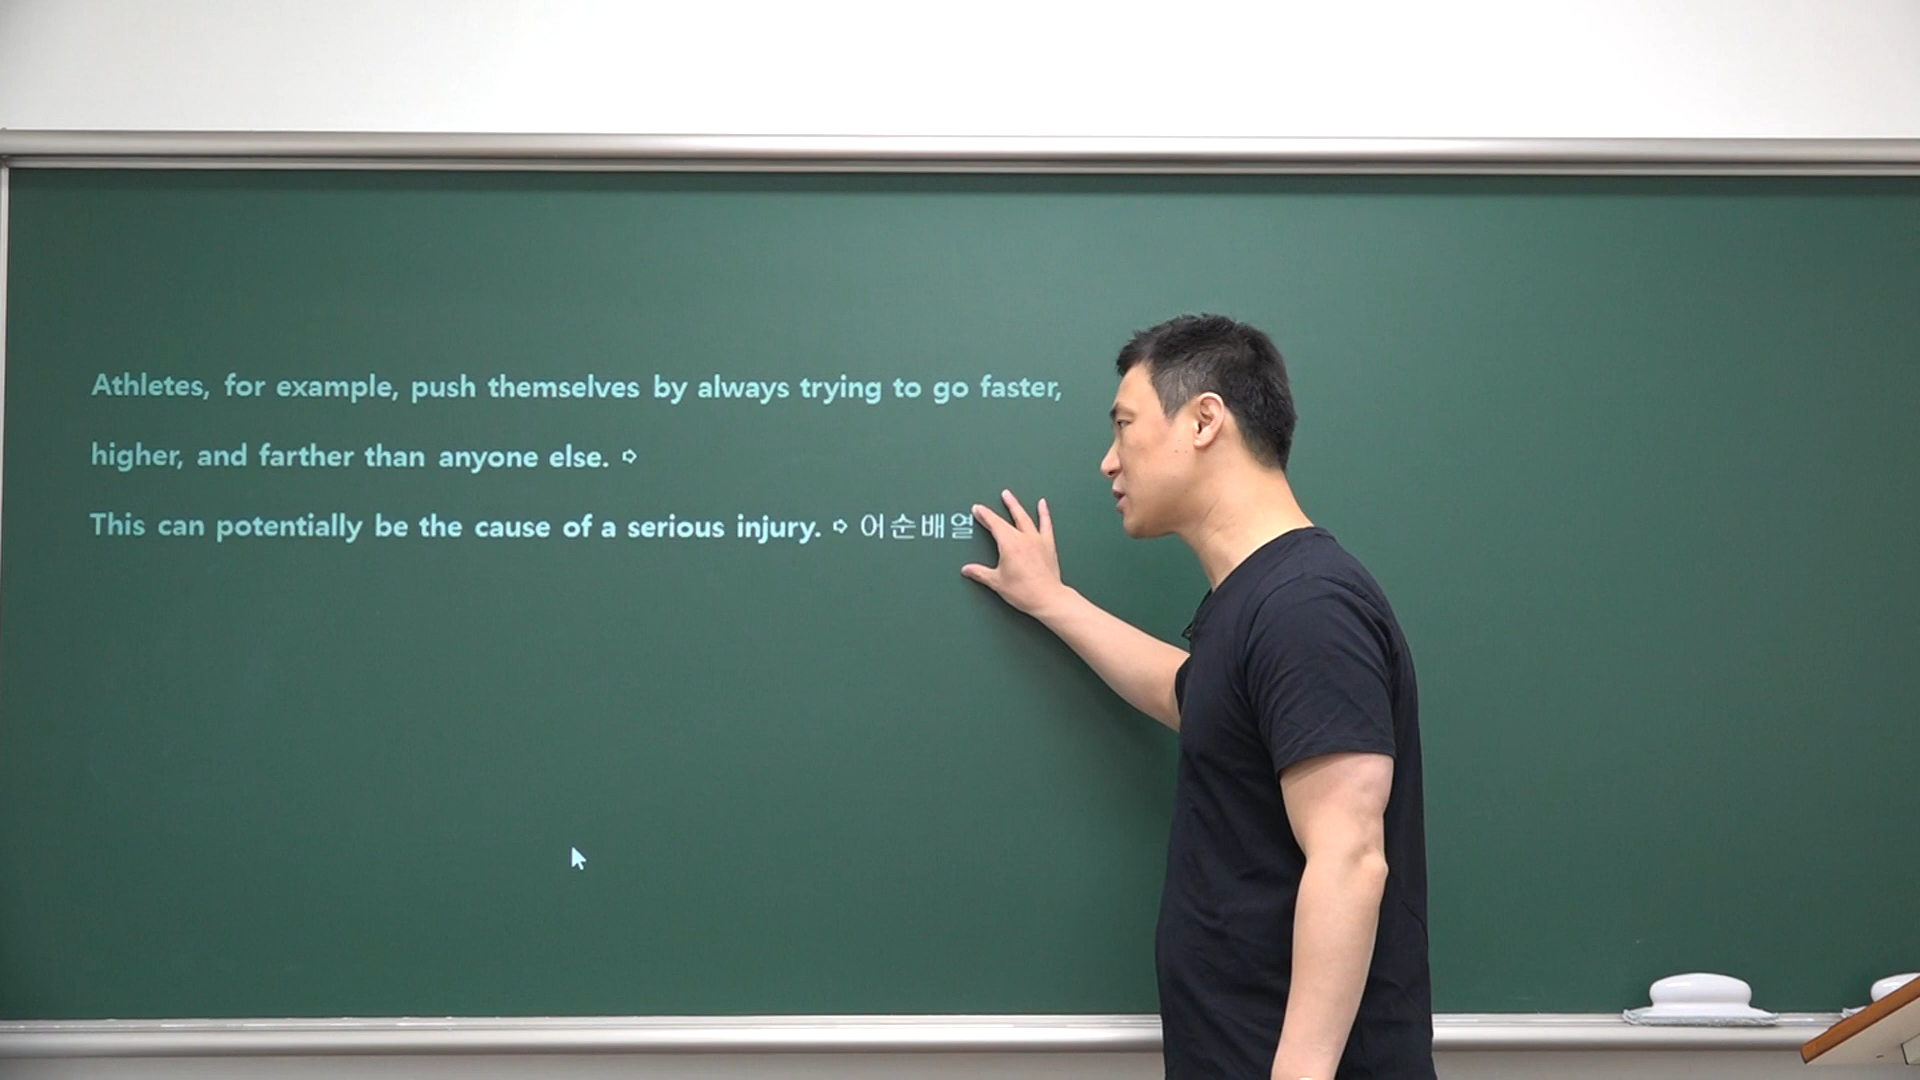 Athletes, for example, push themselves by always trying to go faster,
higher, and farther than anyone else. ➪
This can potentially be the cause of a serious injury. ➪ 어순배열